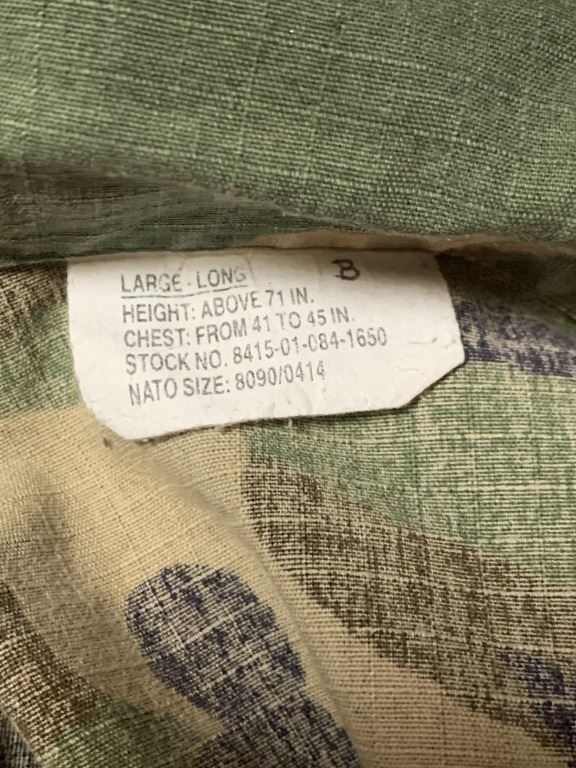 LARGE - LONG B
HEIGHT: ABOVE 71 IN.
CHEST: FROM 41 TO 45 IN.
STOCK NO. 8415-01-084-1650
NATO SIZE: 8090/0414